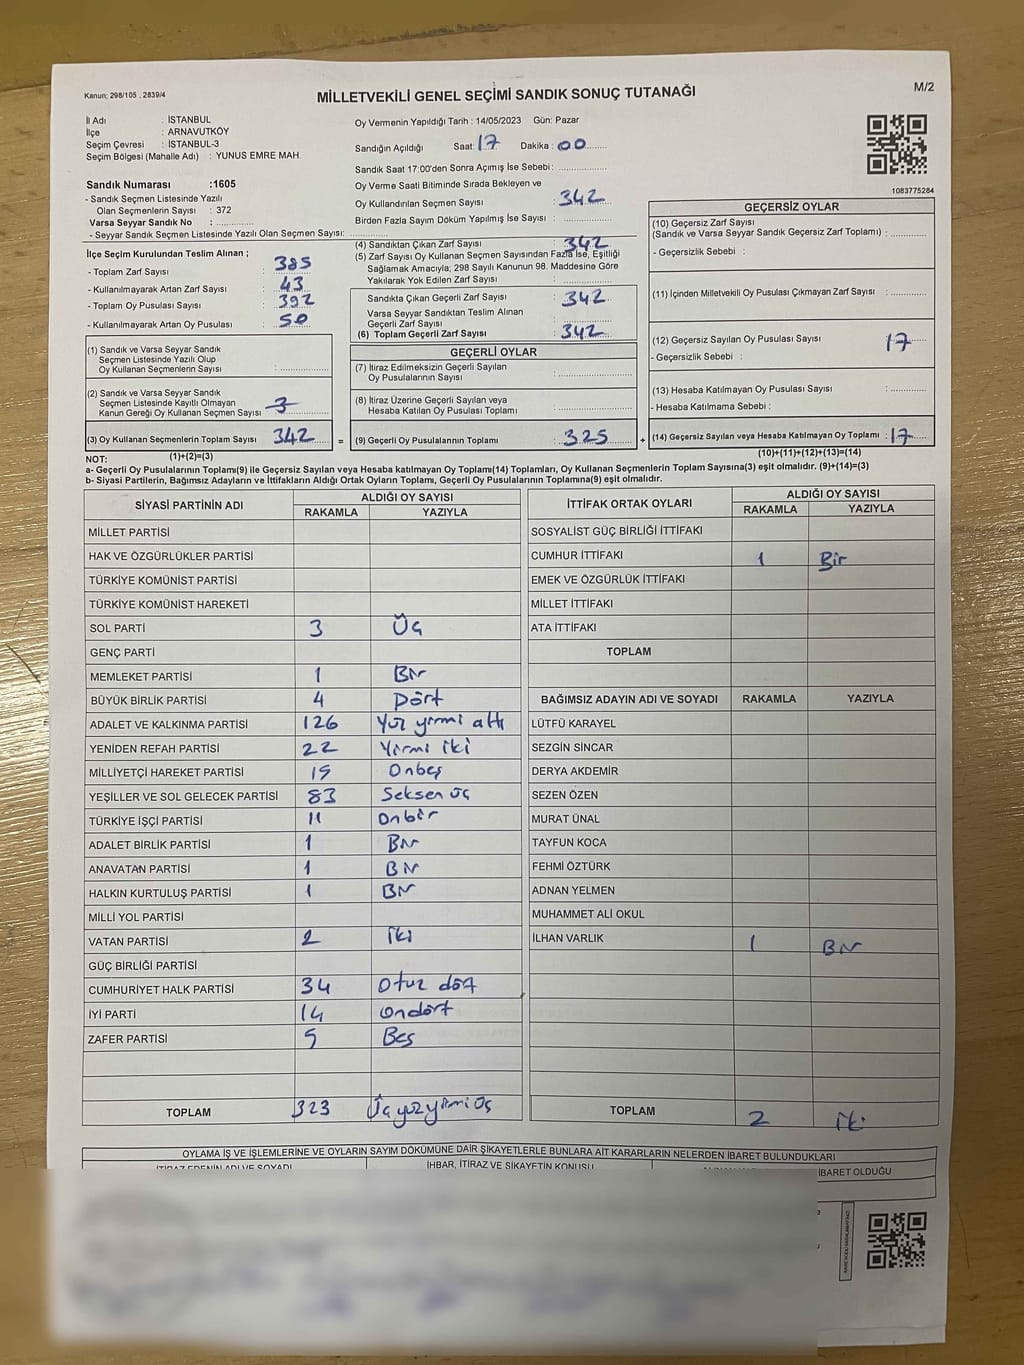 Kanun; 298/105 , 2839/4
MİLLETVEKİLİ GENEL SEÇİMİ SANDIK SONUÇ TUTANAĞI
M/2
İl Adı : İSTANBUL
İlçe : ARNAVUTKÖY
Seçim Çevresi : İSTANBUL-3
Seçim Bölgesi (Mahalle Adı) : YUNUS EMRE MAH.
Sandık Numarası :1605
- Sandık Seçmen Listesinde Yazılı
Olan Seçmenlerin Sayısı : 372
Varsa Seyyar Sandık No :
- Seyyar Sandık Seçmen Listesinde Yazılı Olan Seçmen Sayısı:
Oy Vermenin Yapıldığı Tarih : 14/05/2023 Gün: Pazar
Sandığın Açıldığı Saat: 17 Dakika : 00
Sandık Saat 17:00'den Sonra Açımış İse Sebebi:
Oy Verme Saati Bitiminde Sırada Bekleyen ve
Oy Kullandırılan Seçmen Sayısı : 342
Birden Fazla Sayım Döküm Yapılmış İse Sayısı :
1083775284
İlçe Seçim Kurulundan Teslim Alınan ;
- Toplam Zarf Sayısı : 385
- Kullanılmayarak Artan Zarf Sayısı : 43
- Toplam Oy Pusulası Sayısı : 392
- Kullanılmayarak Artan Oy Pusulası : 50
(4) Sandıktan Çıkan Zarf Sayısı : 342
(5) Zarf Sayısı Oy Kullanan Seçmen Sayısından Fazla İse, Eşitliği
Sağlamak Amacıyla; 298 Sayılı Kanunun 98. Maddesine Göre
Yakılarak Yok Edilen Zarf Sayısı :
Sandıkta Çıkan Geçerli Zarf Sayısı : 342
Varsa Seyyar Sandıktan Teslim Alınan
Geçerli Zarf Sayısı :
(6) Toplam Geçerli Zarf Sayısı : 342
GEÇERSİZ OYLAR
(10) Geçersiz Zarf Sayısı
(Sandık ve Varsa Seyyar Sandık Geçersiz Zarf Toplamı) :
- Geçersizlik Sebebi :
(11) İçinden Milletvekili Oy Pusulası Çıkmayan Zarf Sayısı :
(12) Geçersiz Sayılan Oy Pusulası Sayısı : 17
- Geçersizlik Sebebi :
(13) Hesaba Katılmayan Oy Pusulası Sayısı :
- Hesaba Katılmama Sebebi :
(1) Sandık ve Varsa Seyyar Sandık
Seçmen Listesinde Yazılı Olup
Oy Kullanan Seçmenlerin Sayısı :
(2) Sandık ve Varsa Seyyar Sandık
Seçmen Listesinde Kayıtlı Olmayan
Kanun Gereği Oy Kullanan Seçmen Sayısı : 3
GEÇERLİ OYLAR
(7) İtiraz Edilmeksizin Geçerli Sayılan
Oy Pusulalarının Sayısı :
(8) İtiraz Üzerine Geçerli Sayılan veya
Hesaba Katılan Oy Pusulası Toplamı :
(3) Oy Kullanan Seçmenlerin Toplam Sayısı : 342 = (9) Geçerli Oy Pusulalarının Toplamı : 325 + (14) Geçersiz Sayılan veya Hesaba Katılmayan Oy Toplamı : 17
NOT: (1)+(2)=(3) (10)+(11)+(12)+(13)=(14)
a- Geçerli Oy Pusulalarının Toplamı(9) ile Geçersiz Sayılan veya Hesaba katılmayan Oy Toplamı(14) Toplamları, Oy Kullanan Seçmenlerin Toplam Sayısına(3) eşit olmalıdır. (9)+(14)=(3)
b- Siyasi Partilerin, Bağımsız Adayların ve İttifakların Aldığı Ortak Oyların Toplamı, Geçerli Oy Pusulalarının Toplamına(9) eşit olmalıdır.
SİYASİ PARTİNİN ADI ALDIĞI OY SAYISI
RAKAMLA YAZIYLA
MİLLET PARTİSİ
HAK VE ÖZGÜRLÜKLER PARTİSİ
TÜRKİYE KOMÜNİST PARTİSİ
TÜRKİYE KOMÜNİST HAREKETİ
SOL PARTİ 3 Üç
GENÇ PARTİ
MEMLEKET PARTİSİ 1 Bir
BÜYÜK BİRLİK PARTİSİ 4 Dört
ADALET VE KALKINMA PARTİSİ 126 Yüz yirmi altı
YENİDEN REFAH PARTİSİ 22 Yirmi iki
MİLLİYETÇİ HAREKET PARTİSİ 15 Onbeş
YEŞİLLER VE SOL GELECEK PARTİSİ 83 Seksen üç
TÜRKİYE İŞÇİ PARTİSİ 11 Onbir
ADALET BİRLİK PARTİSİ 1 Bir
ANAVATAN PARTİSİ 1 Bir
HALKIN KURTULUŞ PARTİSİ 1 Bir
MİLLİ YOL PARTİSİ
VATAN PARTİSİ 2 İki
GÜÇ BİRLİĞİ PARTİSİ
CUMHURİYET HALK PARTİSİ 34 Otuz dört
İYİ PARTİ 14 Ondört
ZAFER PARTİSİ 5 Beş
TOPLAM 323 Üçyüzyirmi üç
İTTİFAK ORTAK OYLARI ALDIĞI OY SAYISI
RAKAMLA YAZIYLA
SOSYALİST GÜÇ BİRLİĞİ İTTİFAKI
CUMHUR İTTİFAKI 1 Bir
EMEK VE ÖZGÜRLÜK İTTİFAKI
MİLLET İTTİFAKI
ATA İTTİFAKI
TOPLAM
BAĞIMSIZ ADAYIN ADI VE SOYADI RAKAMLA YAZIYLA
LÜTFÜ KARAYEL
SEZGİN SİNCAR
DERYA AKDEMİR
SEZEN ÖZEN
MURAT ÜNAL
TAYFUN KOCA
FEHMİ ÖZTÜRK
ADNAN YELMEN
MUHAMMET ALİ OKUL
İLHAN VARLIK 1 Bir
TOPLAM 2 İki
OYLAMA İŞ VE İŞLEMLERİNE VE OYLARIN SAYIM DÖKÜMÜNE DAİR ŞİKAYETLERLE BUNLARA AİT KARARLARIN NELERDEN İBARET BULUNDUKLARI
İTİRAZ EDENİN ADI VE SOYADI İHBAR, İTİRAZ VE ŞİKAYETİN KONUSU İBARET OLDUĞU